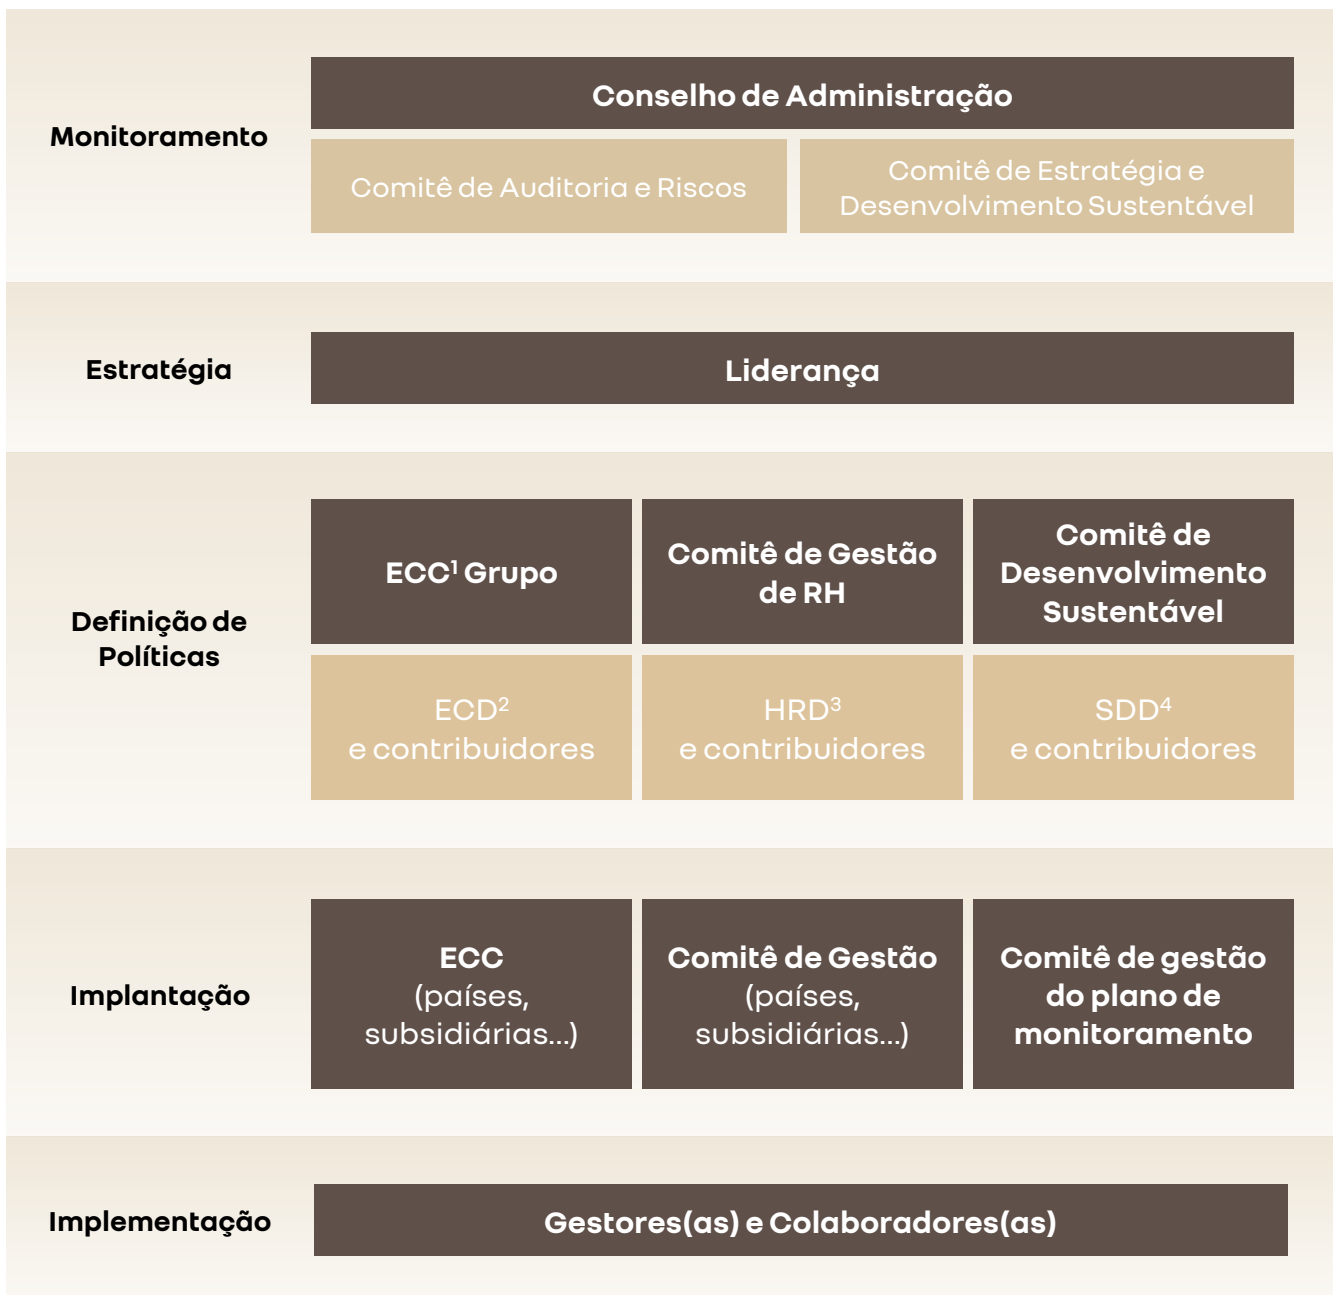 Monitoramento
Conselho de Administração
Comitê de Auditoria e Riscos
Comitê de Estratégia e
Desenvolvimento Sustentável
Estratégia
Liderança
Definição de
Políticas
ECC¹ Grupo
Comitê de Gestão
de RH
Comitê de
Desenvolvimento
Sustentável
ECD²
e contribuidores
HRD³
e contribuidores
SDD⁴
e contribuidores
Implantação
ECC
(países,
subsidiárias...)
Comitê de Gestão
(países,
subsidiárias...)
Comitê de gestão
do plano de
monitoramento
Implementação
Gestores(as) e Colaboradores(as)